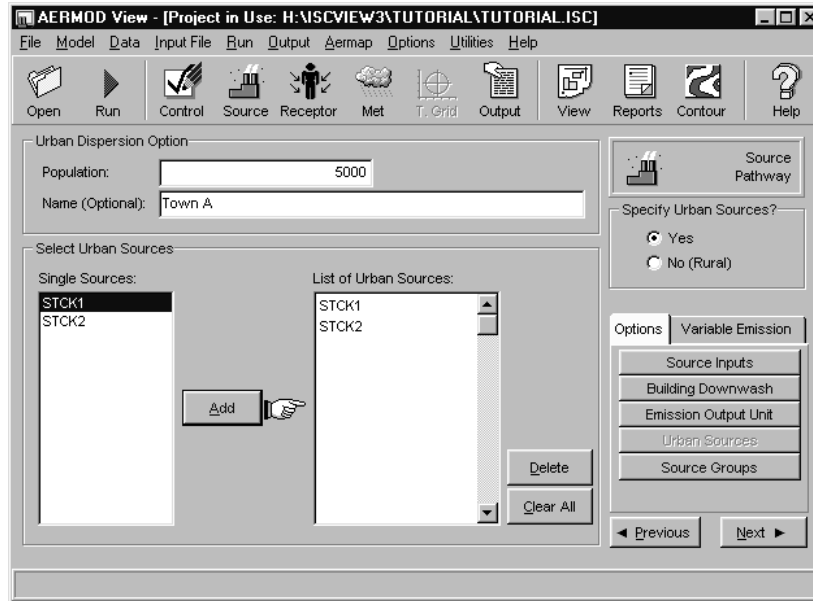 AERMOD View - [Project in Use: H:\ISCVIEW3\TUTORIAL\TUTORIAL.ISC]
File Model Data Input File Run Output Aermap Options Utilities Help
Open Run Control Source Receptor Met T. Grid Output View Reports Contour Help
Urban Dispersion Option
Population: 5000
Name (Optional): Town A
Source Pathway
Specify Urban Sources?
Yes
No (Rural)
Select Urban Sources
Single Sources:
STCK1
STCK2
Add
List of Urban Sources:
STCK1
STCK2
Delete
Clear All
Options Variable Emission
Source Inputs
Building Downwash
Emission Output Unit
Urban Sources
Source Groups
Previous Next